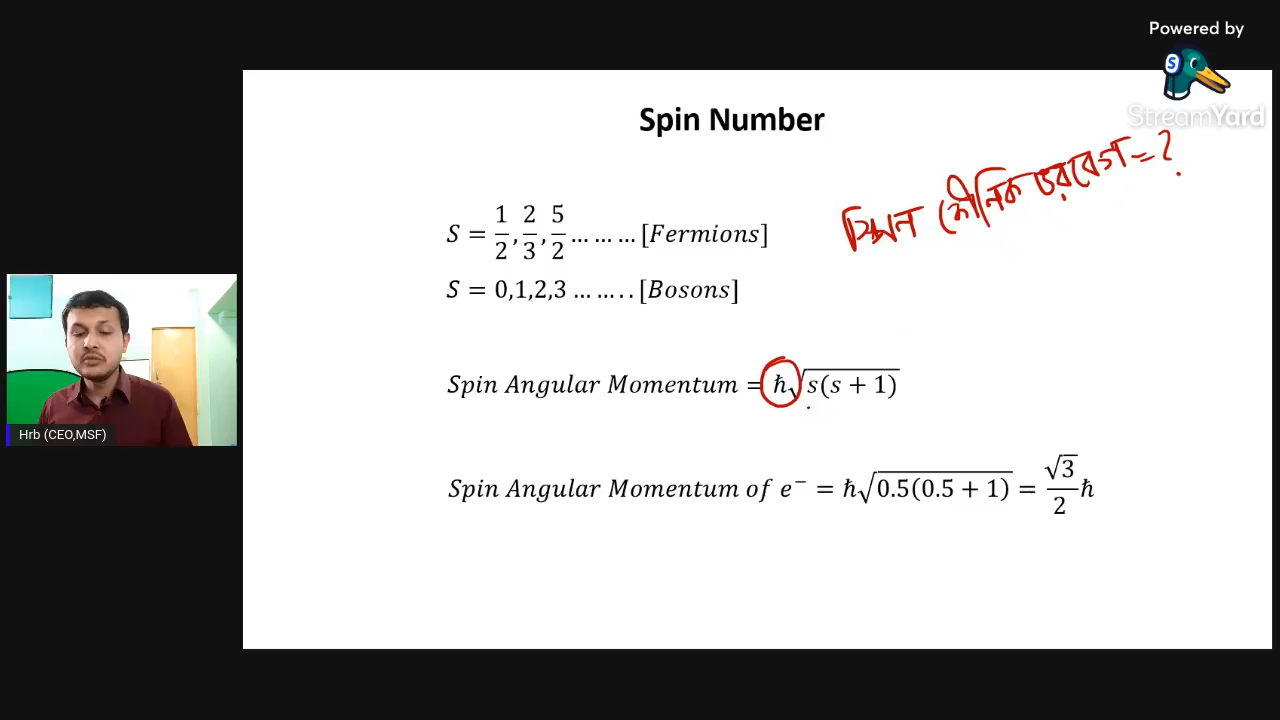 Powered by
StreamYard
Spin Number
স্পিন কৌনিক ভরবেগ = ?
S = 1/2, 2/3, 5/2 ... ... ... [Fermions]
S = 0,1,2,3 ... ... . . [Bosons]
Spin Angular Momentum = ℏ√s(s + 1)
Hrb (CEO,MSF)
Spin Angular Momentum of e⁻ = ℏ√0.5(0.5 + 1) = √3/2 ℏ